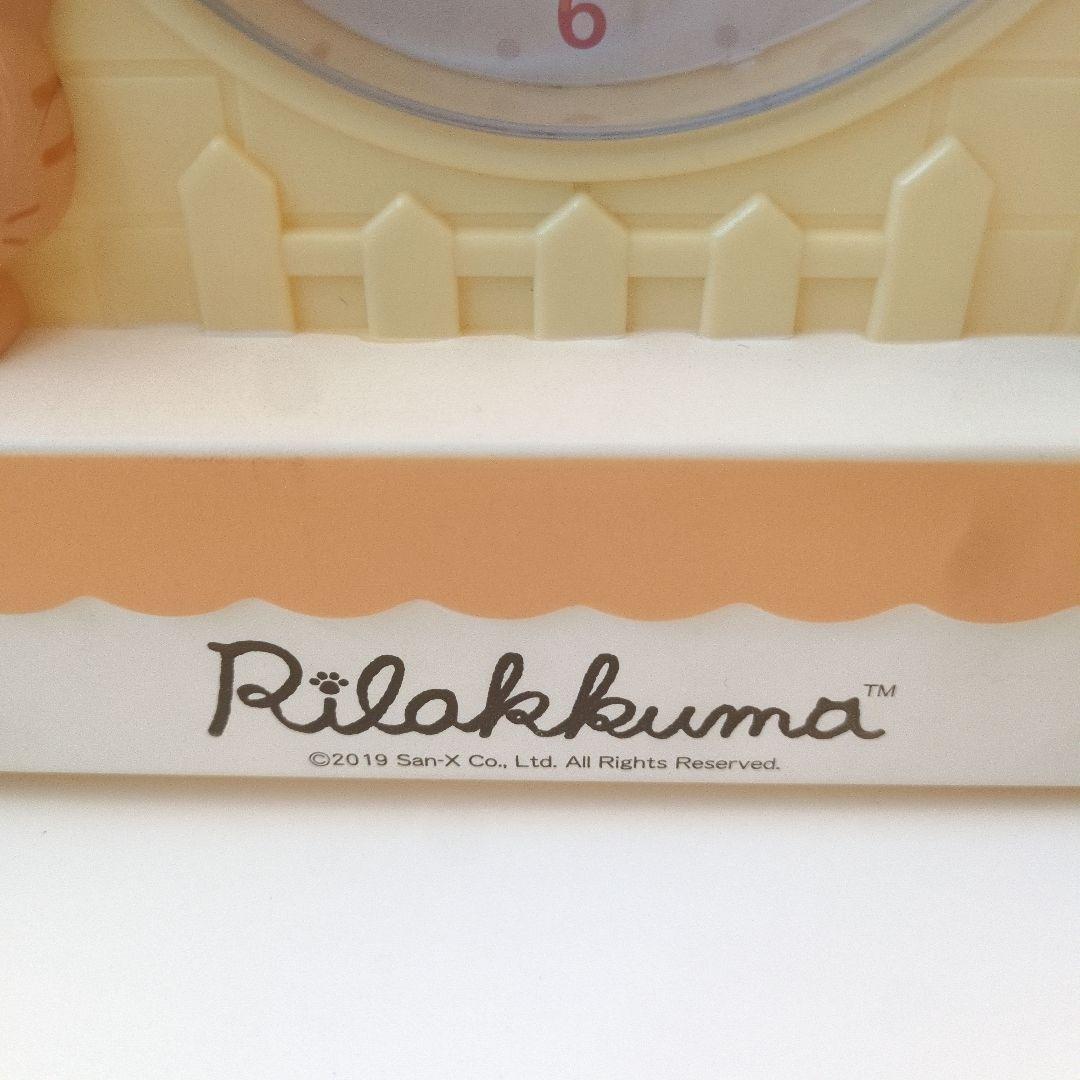 6
Rilakkuma™
©2019 San-X Co., Ltd. All Rights Reserved.